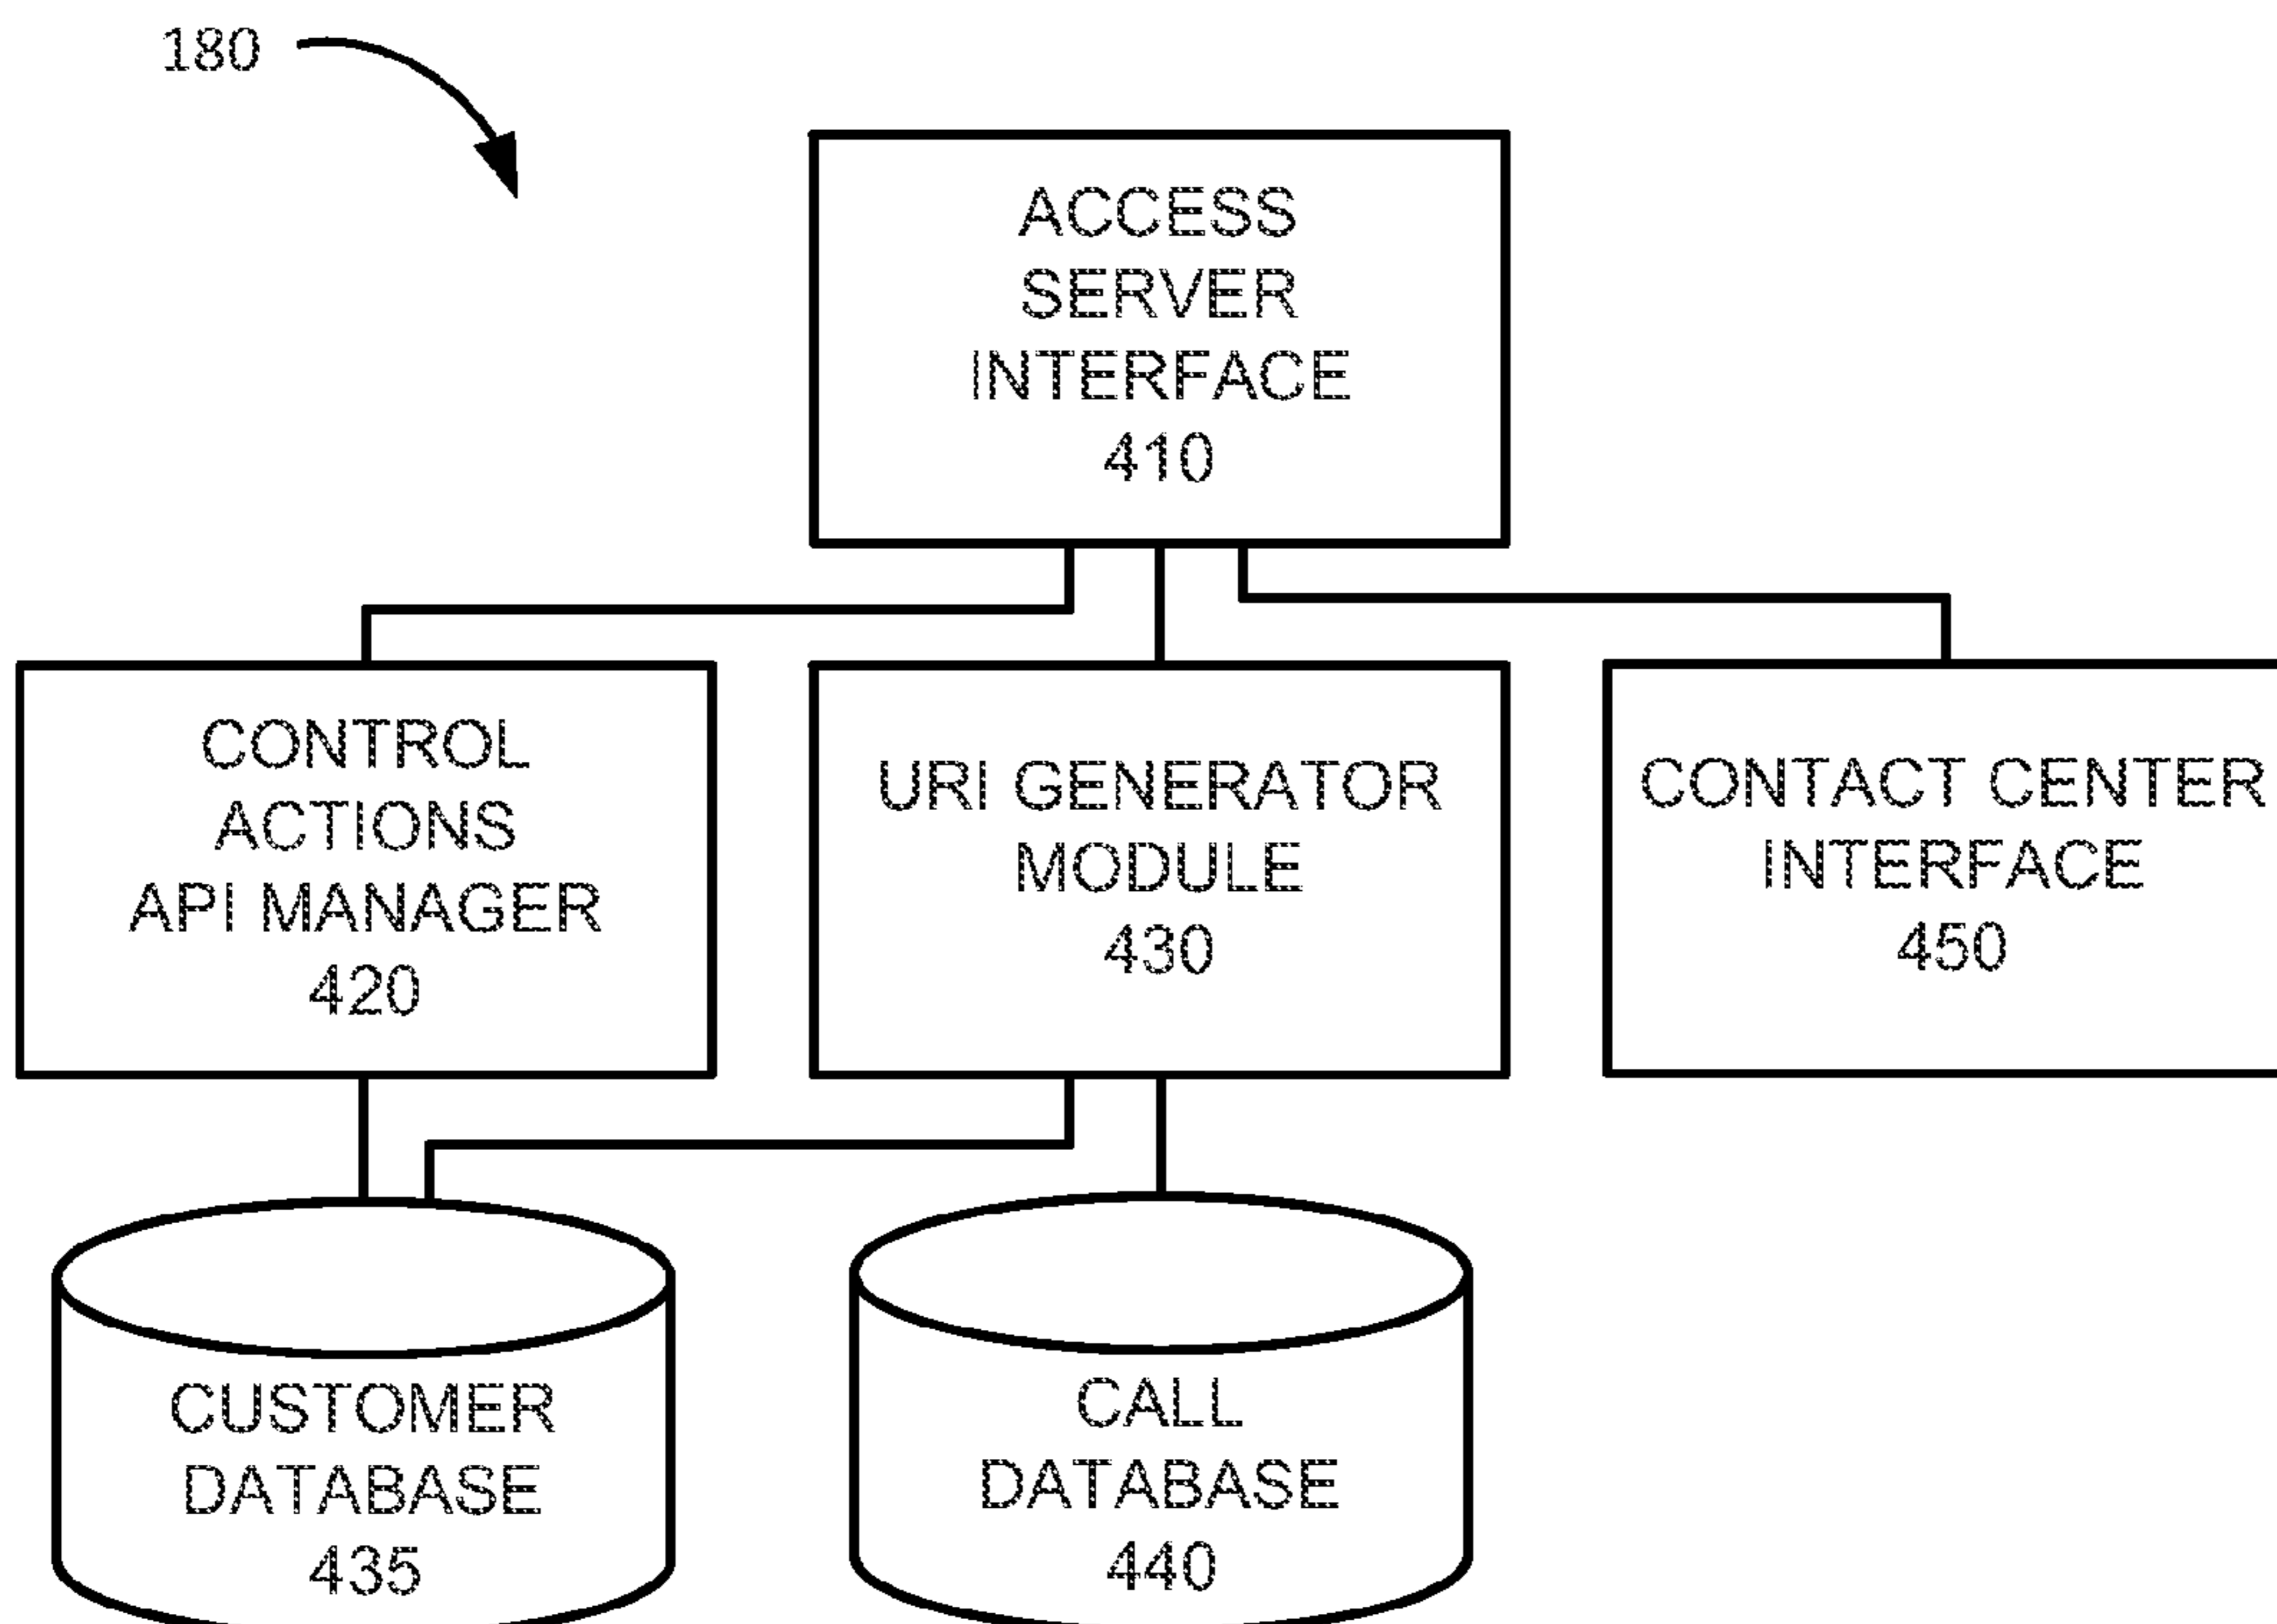 180
ACCESS
SERVER
INTERFACE
410
CONTROL
ACTIONS
API MANAGER
420
URI GENERATOR
MODULE
430
CONTACT CENTER
INTERFACE
450
CUSTOMER
DATABASE
435
CALL
DATABASE
440